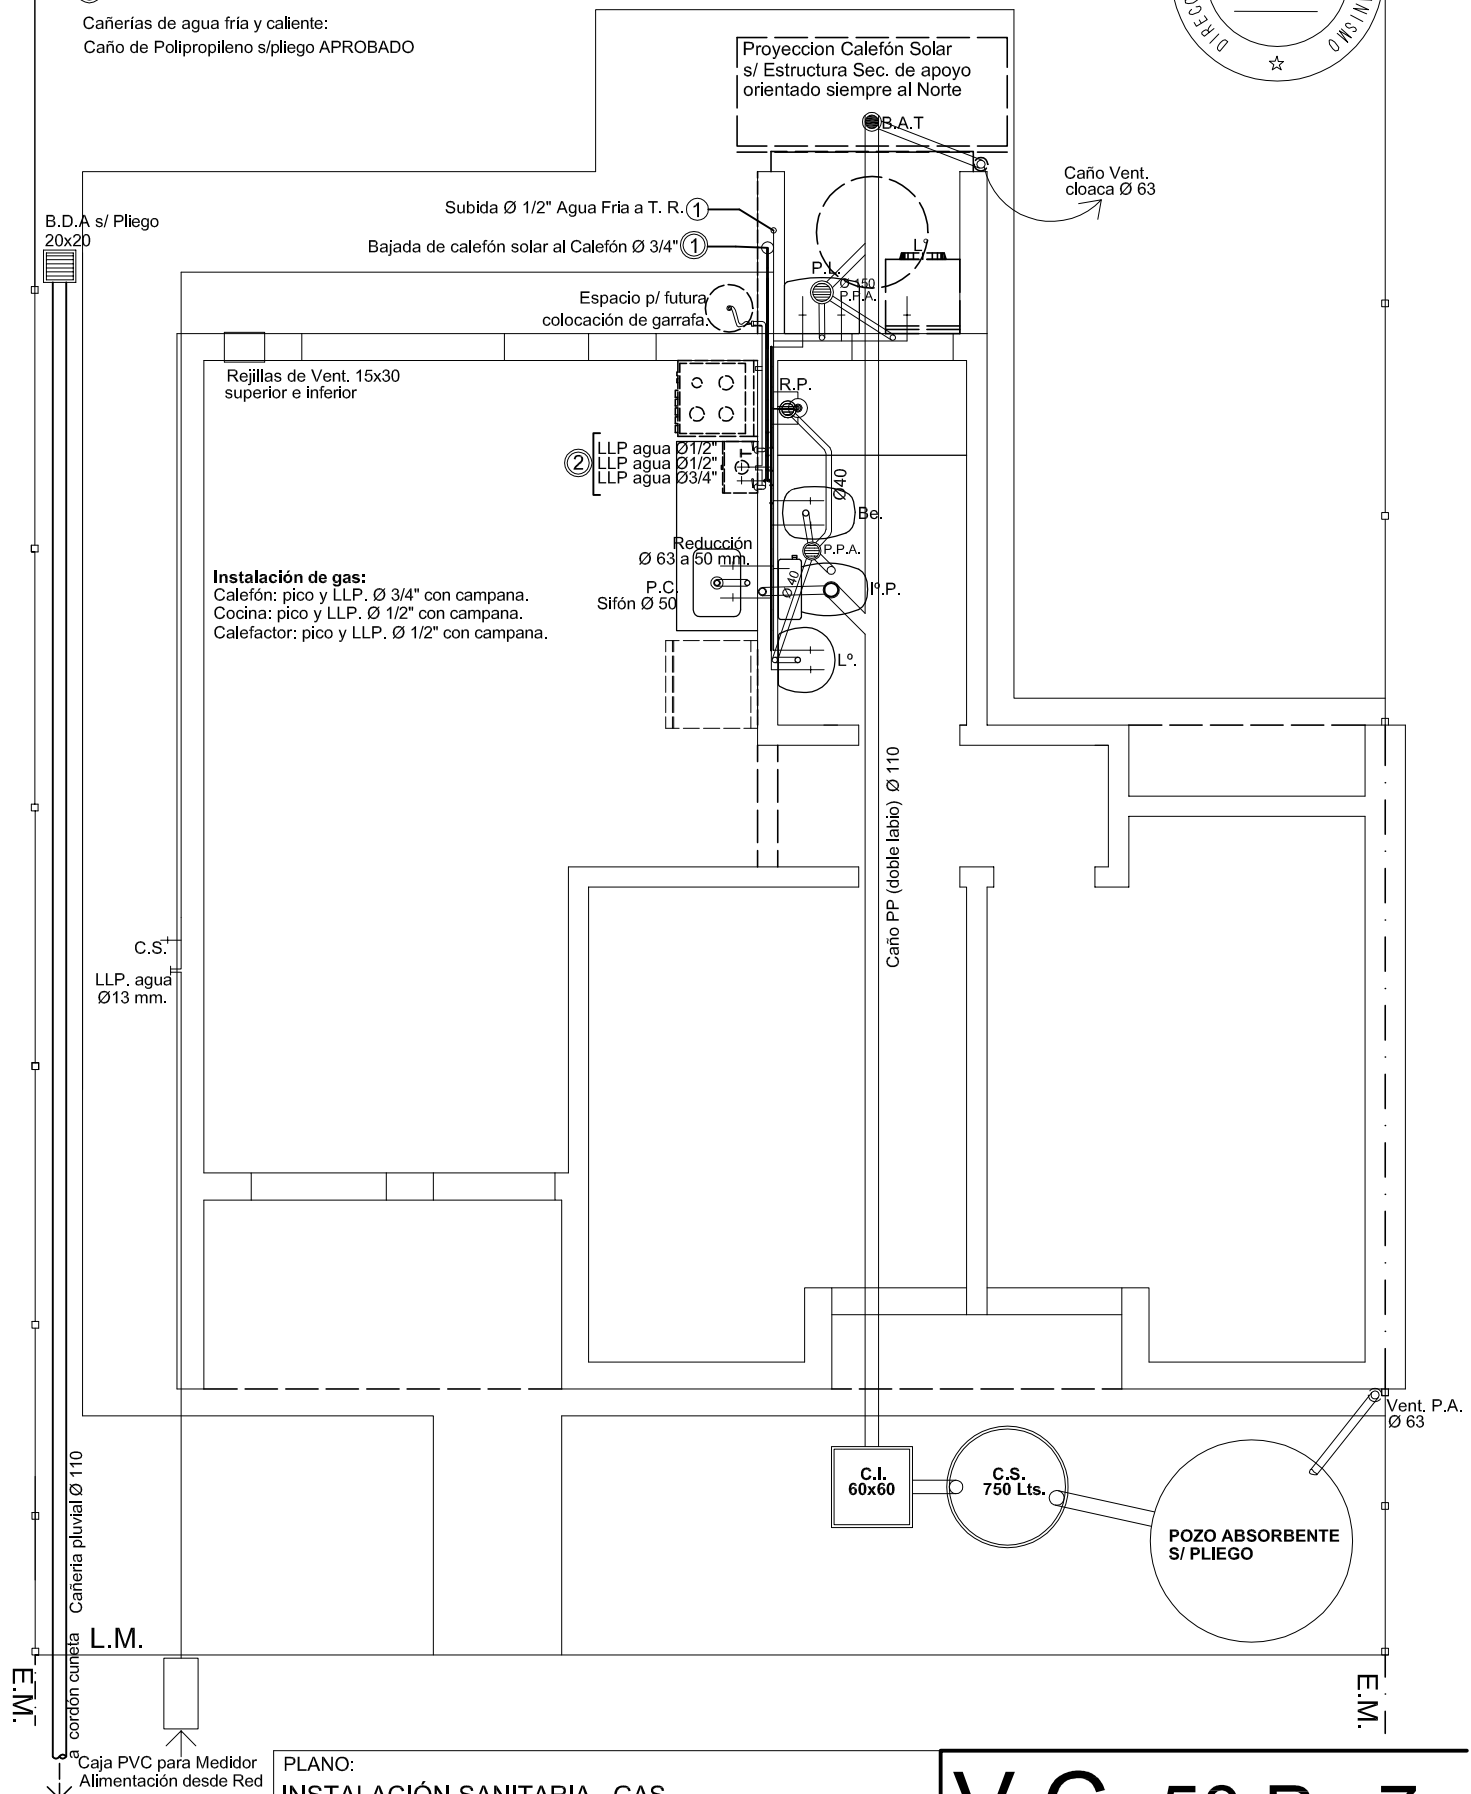 Cañerías de agua fría y caliente:
Caño de Polipropileno s/pliego APROBADO
DIRECC
ANISMO
Proyeccion Calefón Solar
s/ Estructura Sec. de apoyo
orientado siempre al Norte
B.A.T
Caño Vent.
cloaca Ø 63
B.D.A s/ Pliego
20x20
Subida Ø 1/2" Agua Fria a T. R. 1
Bajada de calefón solar al Calefón Ø 3/4" 1
Lº
P.L.
Ø 150
P.P.A.
Espacio p/ futura
colocación de garrafa.
Rejillas de Vent. 15x30
superior e inferior
R.P.
2
LLP agua Ø1/2"
LLP agua Ø1/2"
LLP agua Ø3/4"
T
Ø40
Be.
Reducción
Ø 63 a 50 mm.
P.P.A.
Ø 40
P.C.
Sifón Ø 50
Iº.P.
Lº.
Instalación de gas:
Calefón: pico y LLP. Ø 3/4" con campana.
Cocina: pico y LLP. Ø 1/2" con campana.
Calefactor: pico y LLP. Ø 1/2" con campana.
Caño PP (doble labio) Ø 110
C.S.
LLP. agua
Ø13 mm.
Vent. P.A.
Ø 63
C.I.
60x60
C.S.
750 Lts.
POZO ABSORBENTE
S/ PLIEGO
Cañeria pluvial Ø 110
a cordón cuneta
L.M.
E.M.
E.M.
Caja PVC para Medidor
Alimentación desde Red
PLANO:
INSTALACIÓN SANITARIA - GAS